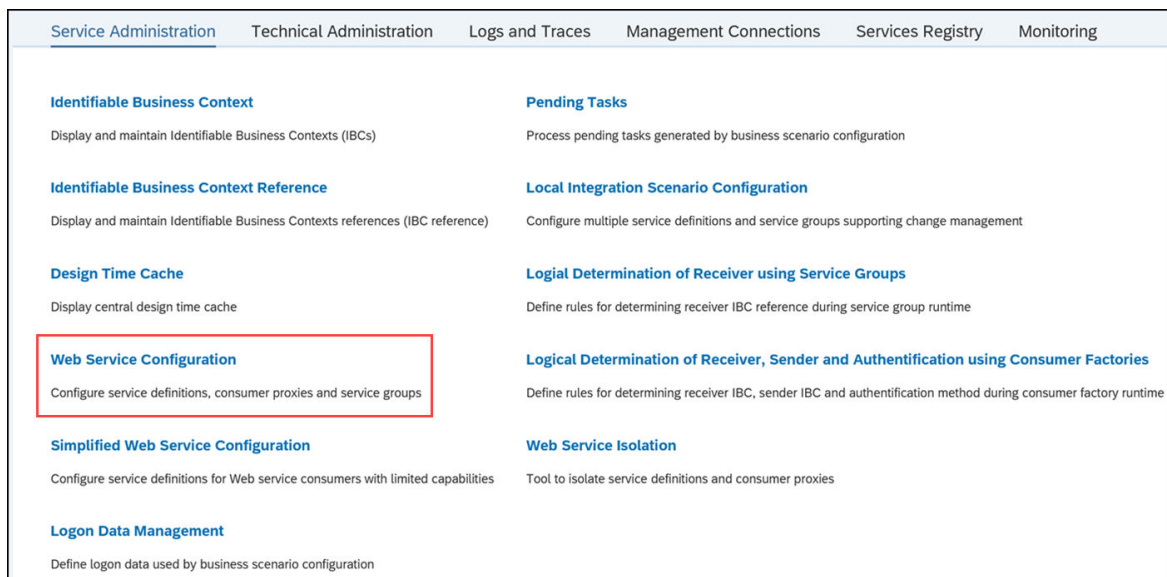 Service Administration Technical Administration Logs and Traces Management Connections Services Registry Monitoring
Identifiable Business Context
Display and maintain Identifiable Business Contexts (IBCs)
Identifiable Business Context Reference
Display and maintain Identifiable Business Contexts references (IBC reference)
Design Time Cache
Display central design time cache
Web Service Configuration
Configure service definitions, consumer proxies and service groups
Simplified Web Service Configuration
Configure service definitions for Web service consumers with limited capabilities
Logon Data Management
Define logon data used by business scenario configuration
Pending Tasks
Process pending tasks generated by business scenario configuration
Local Integration Scenario Configuration
Configure multiple service definitions and service groups supporting change management
Logial Determination of Receiver using Service Groups
Define rules for determining receiver IBC reference during service group runtime
Logical Determination of Receiver, Sender and Authentification using Consumer Factories
Define rules for determining receiver IBC, sender IBC and authentification method during consumer factory runtime
Web Service Isolation
Tool to isolate service definitions and consumer proxies